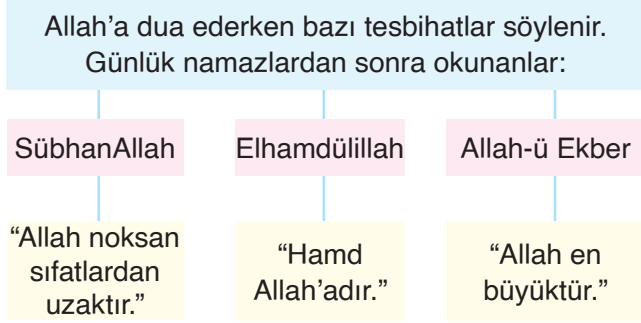 Allah’a dua ederken bazı tesbihatlar söylenir.
Günlük namazlardan sonra okunanlar:
SübhanAllah
Elhamdülillah
Allah-ü Ekber
“Allah noksan
sıfatlardan
uzaktır.”
“Hamd
Allah’adır.”
“Allah en
büyüktür.”